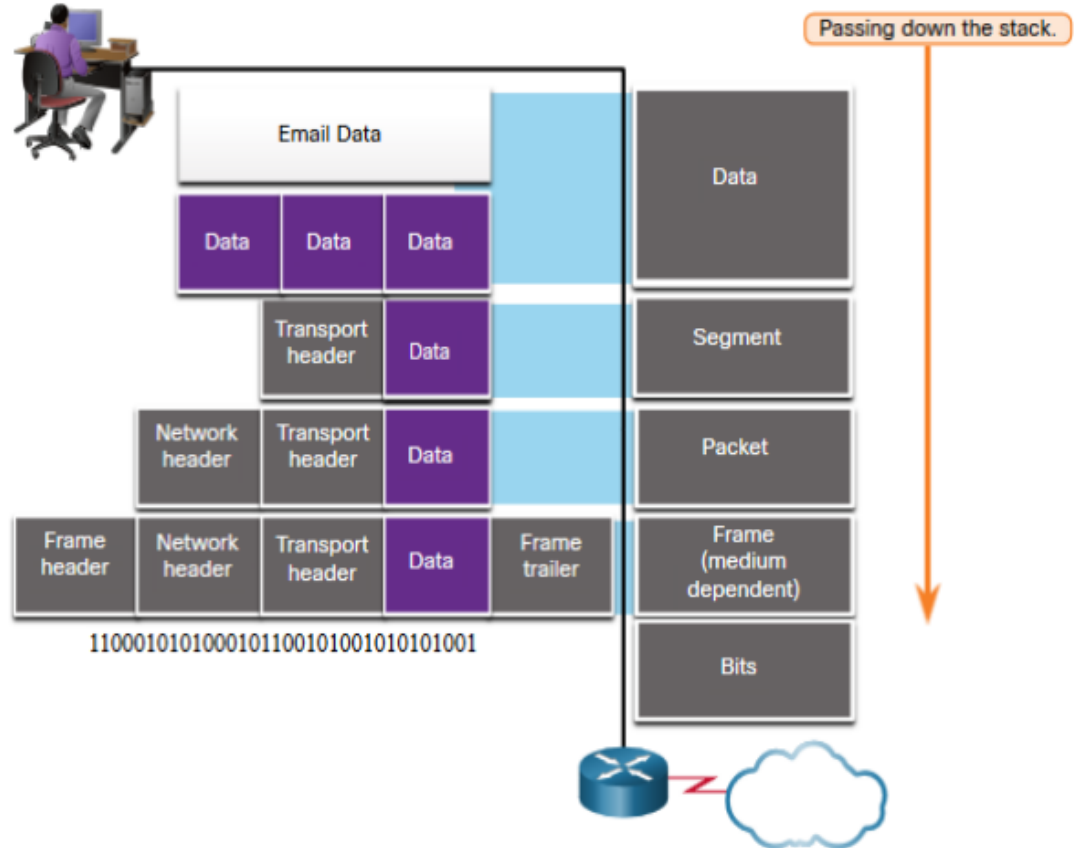 Passing down the stack.
Email Data
Data
Data
Data
Data
Transport
header
Data
Segment
Network
header
Transport
header
Data
Packet
Frame
header
Network
header
Transport
header
Data
Frame
trailer
Frame
(medium
dependent)
1100010101000101100101001010101001
Bits